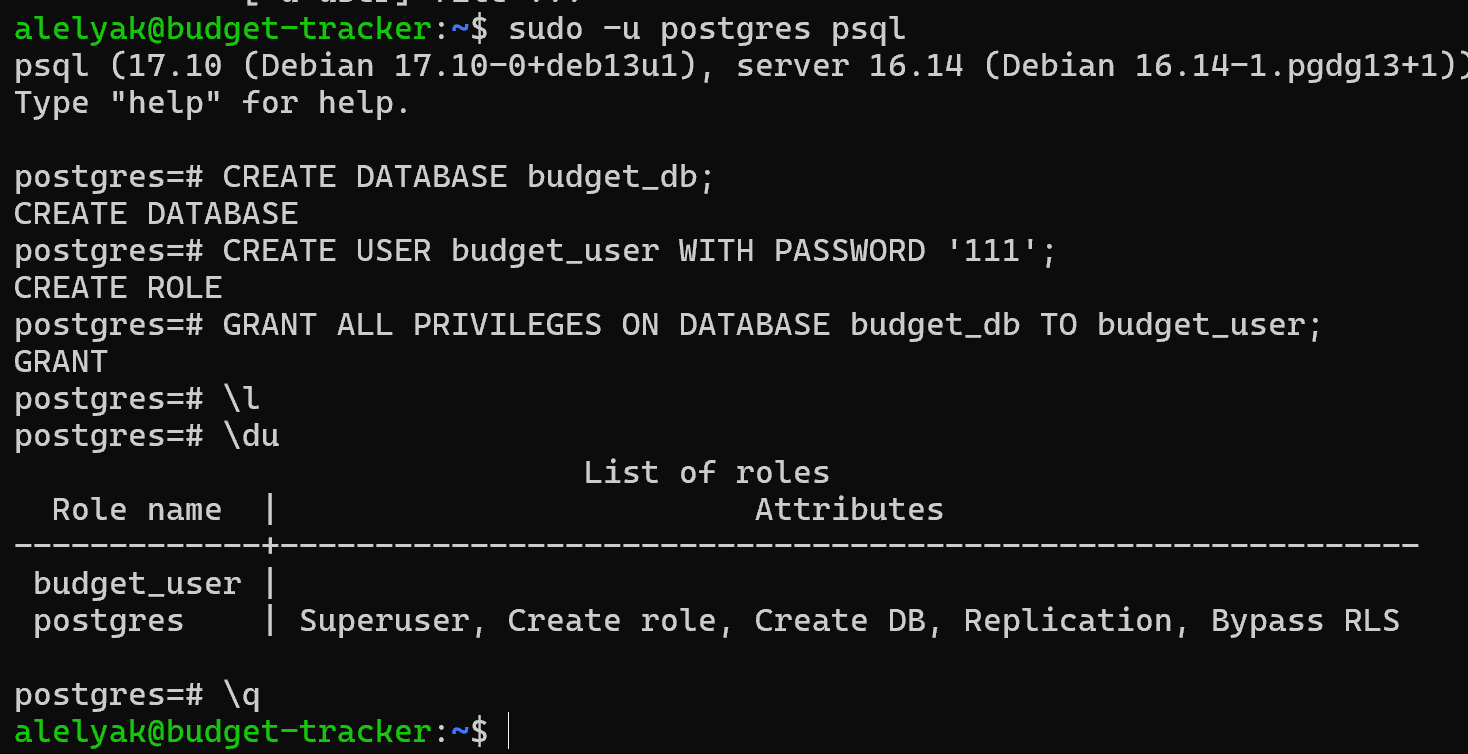 alelyak@budget-tracker:~$ sudo -u postgres psql
psql (17.10 (Debian 17.10-0+deb13u1), server 16.14 (Debian 16.14-1.pgdg13+1))
Type "help" for help.
postgres=# CREATE DATABASE budget_db;
CREATE DATABASE
postgres=# CREATE USER budget_user WITH PASSWORD '111';
CREATE ROLE
postgres=# GRANT ALL PRIVILEGES ON DATABASE budget_db TO budget_user;
GRANT
postgres=# \l
postgres=# \du
List of roles
Role name | Attributes
-------------+------------------------------------------------------------
budget_user |
postgres | Superuser, Create role, Create DB, Replication, Bypass RLS
postgres=# \q
alelyak@budget-tracker:~$